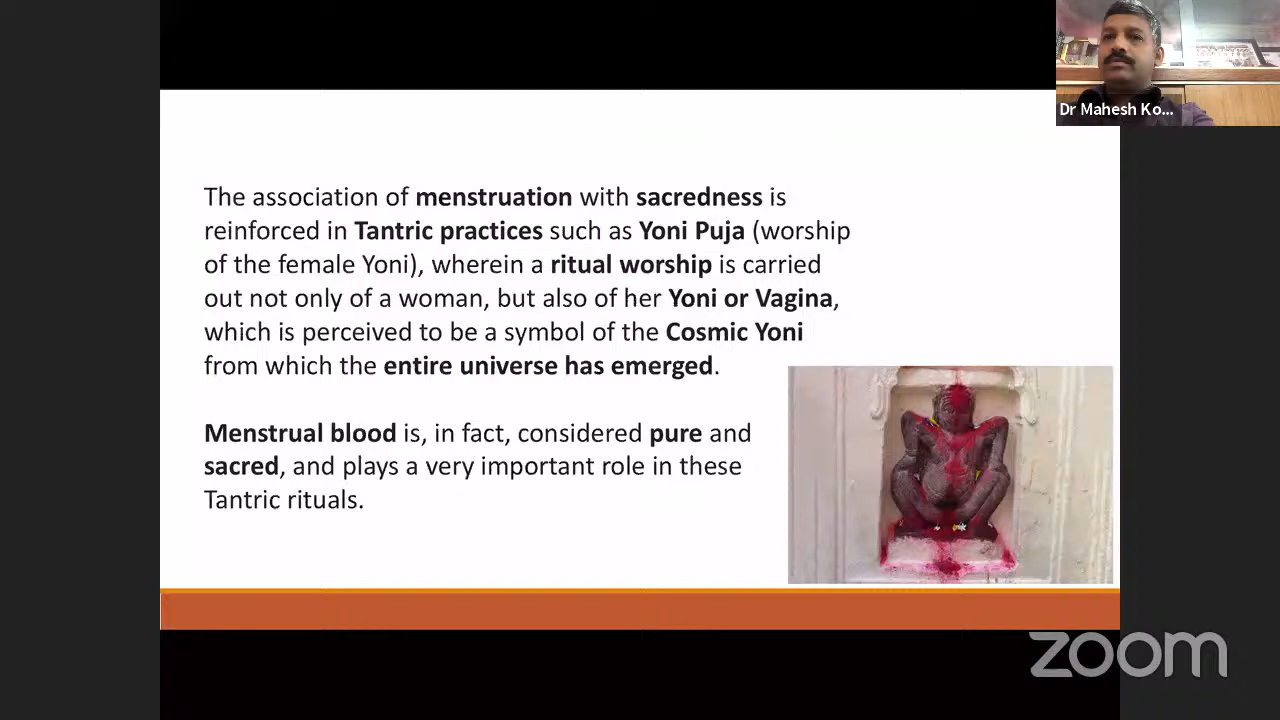 Dr Mahesh Ko...
The association of menstruation with sacredness is
reinforced in Tantric practices such as Yoni Puja (worship
of the female Yoni), wherein a ritual worship is carried
out not only of a woman, but also of her Yoni or Vagina,
which is perceived to be a symbol of the Cosmic Yoni
from which the entire universe has emerged.
Menstrual blood is, in fact, considered pure and
sacred, and plays a very important role in these
Tantric rituals.
zoom